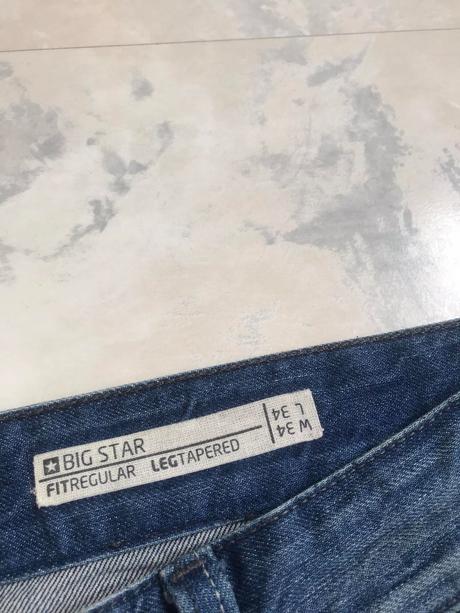 BIG STAR
FITREGULAR LEGTAPERED
W 34
L 34